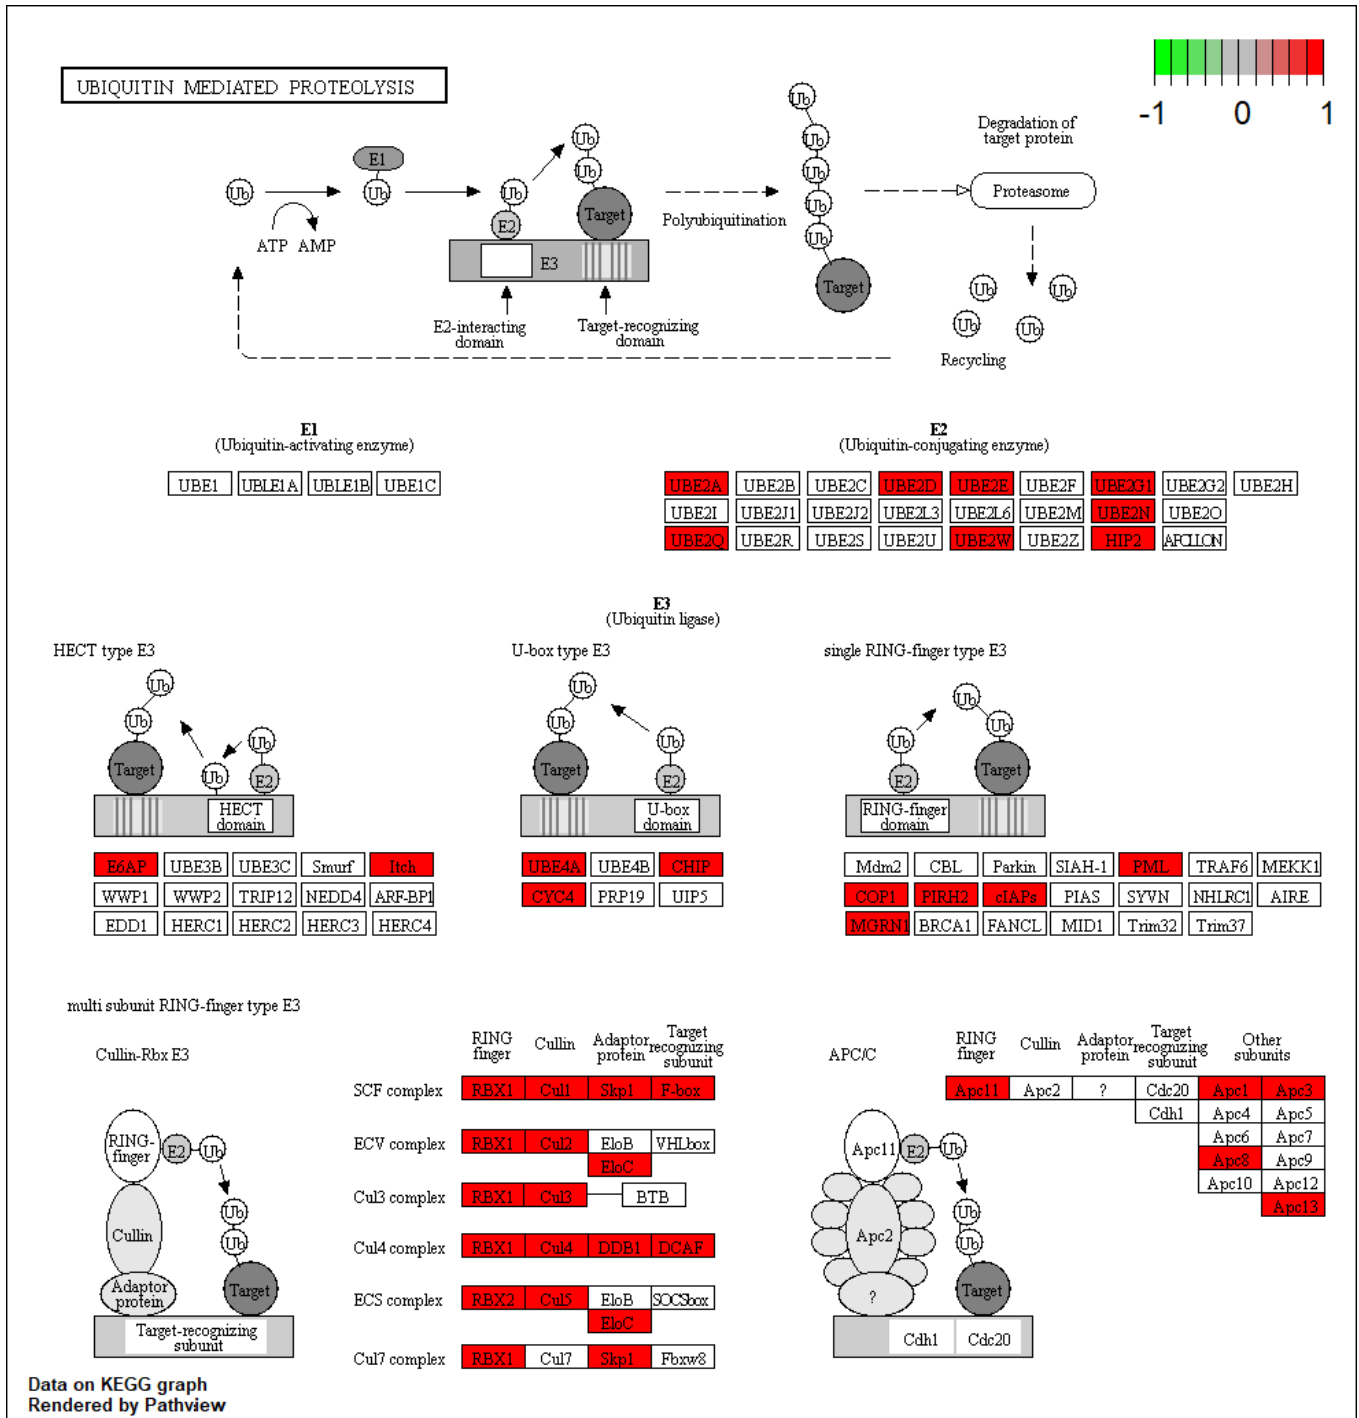 UBIQUITIN MEDIATED PROTEOLYSIS
-1 0 1
Ub
ATP AMP
E1
Ub
Ub
E2
Ub
Ub
Target
E3
E2-interacting
domain
Target-recognizing
domain
Polyubiquitination
Ub
Ub
Ub
Ub
Ub
Target
Degradation of
target protein
Proteasome
Ub
Ub
Ub
Ub
Recycling
E1
(Ubiquitin-activating enzyme)
UBE1 UBLE1A UBLE1B UBE1C
E2
(Ubiquitin-conjugating enzyme)
UBE2A UBE2B UBE2C UBE2D UBE2E UBE2F UBE2G1 UBE2G2 UBE2H
UBE2I UBE2J1 UBE2J2 UBE2L3 UBE2L6 UBE2M UBE2N UBE2O
UBE2Q UBE2R UBE2S UBE2U UBE2W UBE2Z HIP2 AFCLLCN
E3
(Ubiquitin ligase)
HECT type E3
Ub
Ub
Target
Ub
Ub
E2
HECT
domain
E6AP UBE3B UBE3C Smurf Itch
WWP1 WWP2 TRIP12 NEDD4 ARF-BP1
EDD1 HERC1 HERC2 HERC3 HERC4
U-box type E3
Ub
Ub
Target
Ub
E2
U-box
domain
UBE4A UBE4B CHIP
CYC4 PRP19 UIP5
single RING-finger type E3
Ub
Ub
Ub
E2
Target
RING-finger
domain
Mdm2 CBL Parkin SIAH-1 PML TRAF6 MEKK1
COP1 PIRH2 cIAPs PIAS SYVN NHLRC1 AIRE
MGRN1 BRCA1 FANCL MID1 Trim32 Trim37
multi subunit RING-finger type E3
Cullin-Rbx E3
RING-
finger
E2
Ub
Cullin
Ub
Ub
Adaptor
protein
Target
Target-recognizing
subunit
RING
finger
Cullin
Adaptor
protein
Target
recognizing
subunit
SCF complex RBX1 Cul1 Skp1 F-box
ECV complex RBX1 Cul2 EloB VHLbox
EloC
Cul3 complex RBX1 Cul3 BTB
Cul4 complex RBX1 Cul4 DDB1 DCAF
ECS complex RBX2 Cul5 EloB SOCSbox
EloC
Cul7 complex RBX1 Cul7 Skp1 Fbxw8
APC/C
RING
finger
Cullin
Adaptor
protein
Target
recognizing
subunit
Other
subunits
Apc11 Apc2 ? Cdc20 Apc1 Apc3
Cdh1 Apc4 Apc5
Apc6 Apc7
Apc8 Apc9
Apc10 Apc12
Apc13
Apc11
E2
Ub
Apc2
Ub
Ub
?
Target
Cdh1 Cdc20
Data on KEGG graph
Rendered by Pathview